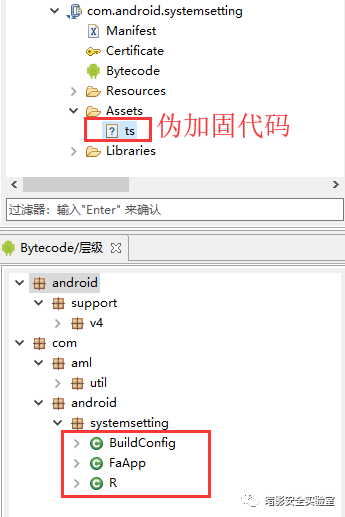 com.android.systemsetting
Manifest
Certificate
Bytecode
Resources
Assets
? ts 伪加固代码
Libraries
过滤器: 输入"Enter" 来确认
Bytecode/层级
android
support
v4
com
aml
util
android
systemsetting
C BuildConfig
C FaApp
C R
暗影安全实验室